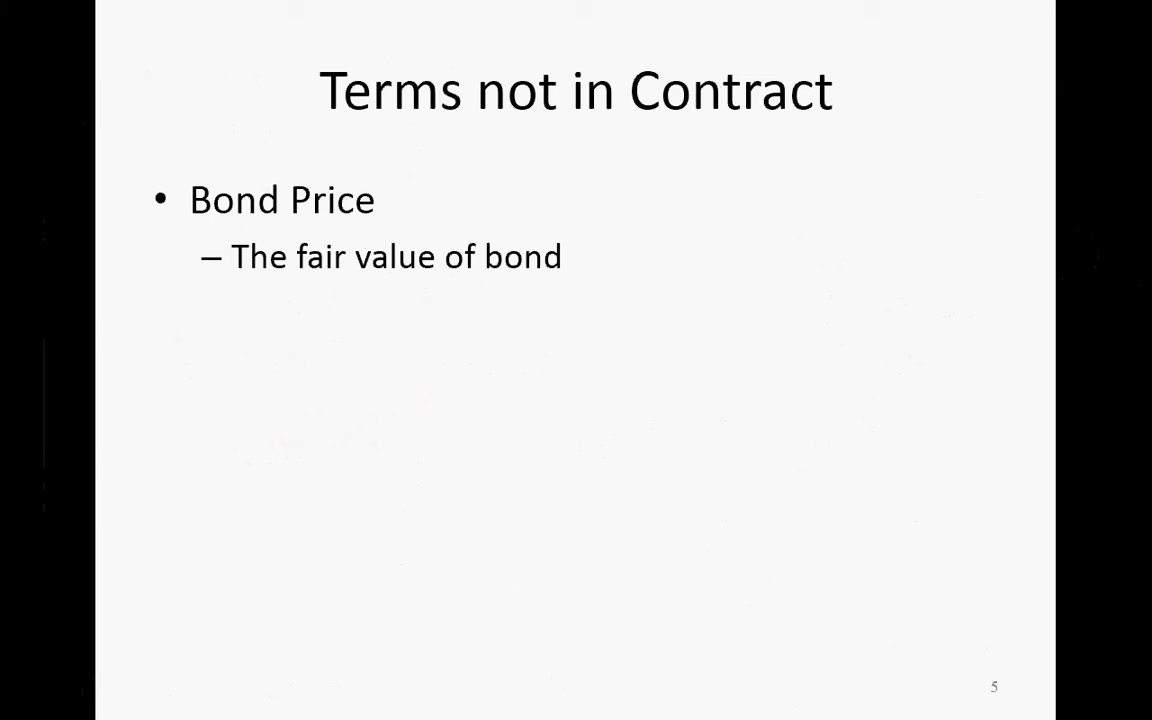 Terms not in Contract
• Bond Price
– The fair value of bond
5